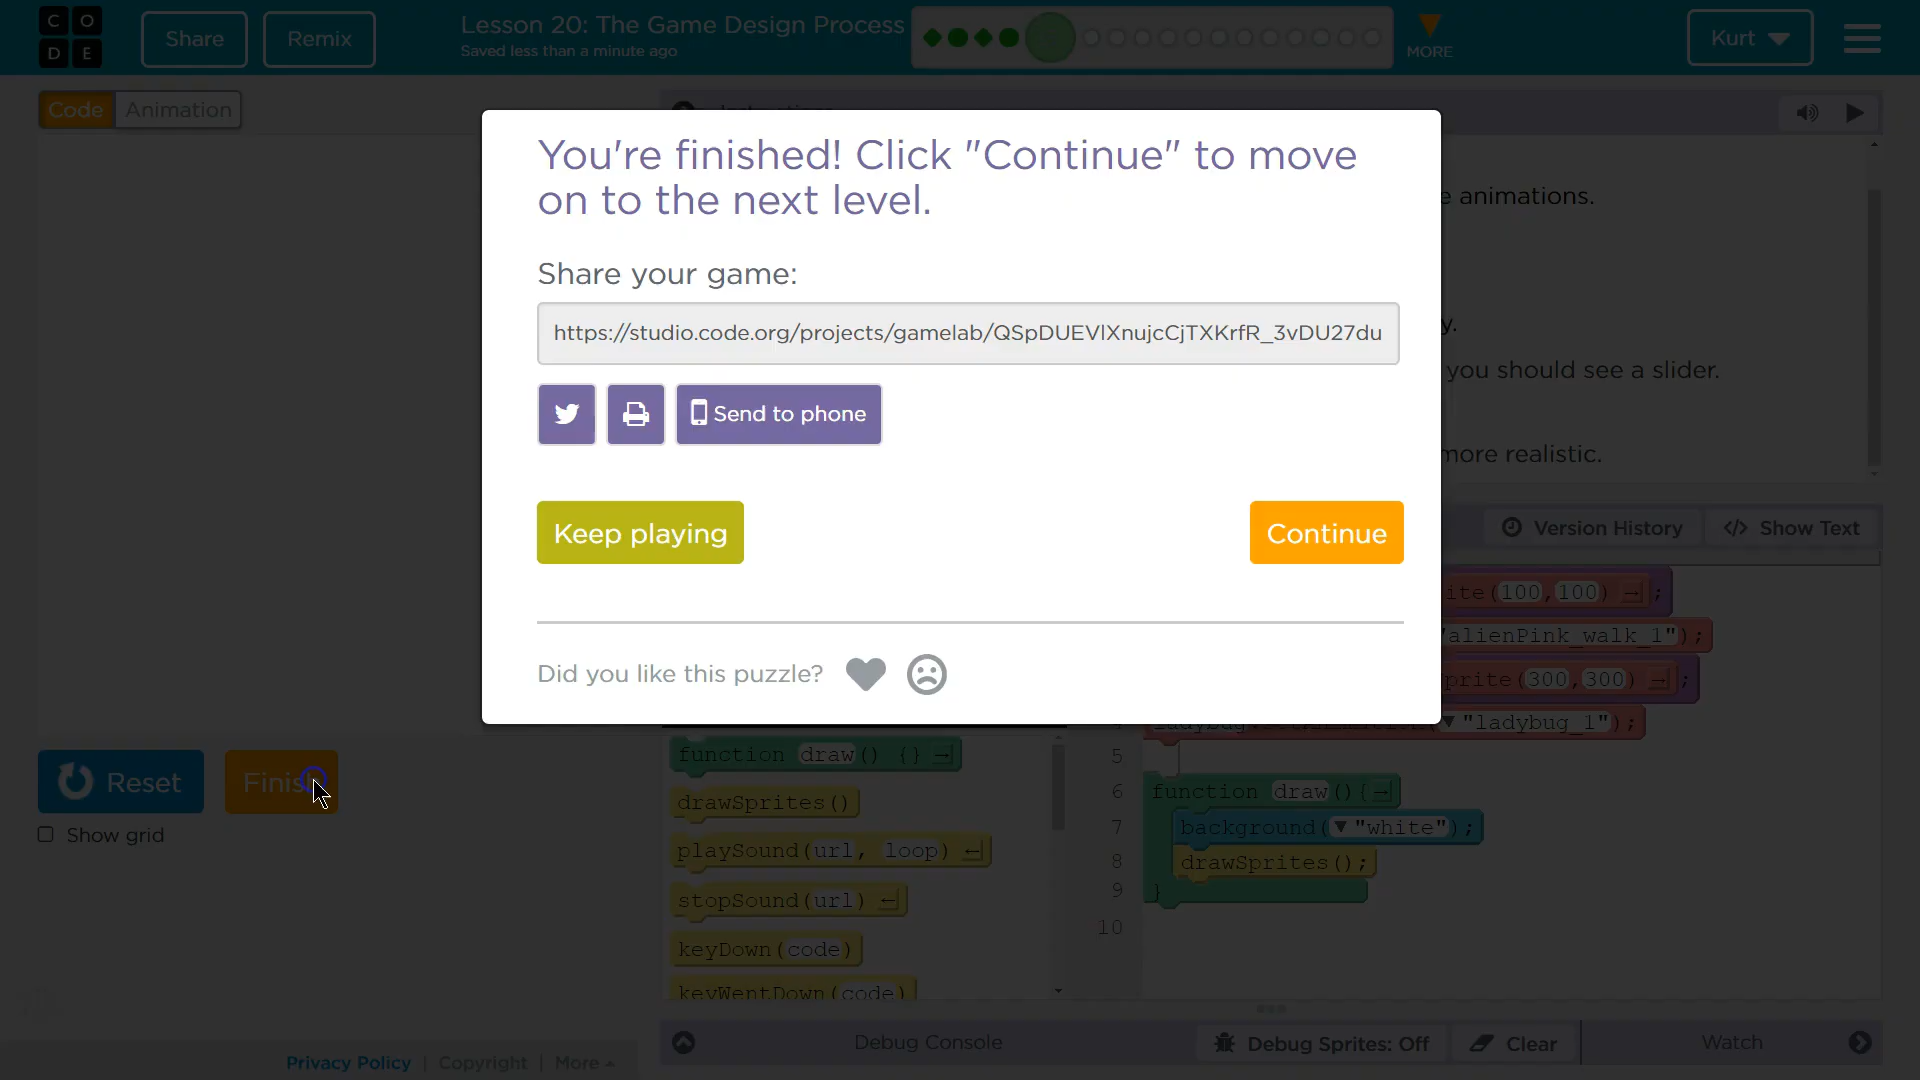 C O
D E
Share
Remix
Lesson 20: The Game Design Process
Saved less than a minute ago
MORE
Kurt
Code
Animation
You're finished! Click "Continue" to move
on to the next level.
Share your game:
https://studio.code.org/projects/gamelab/QSpDUEVlXnujcCjTXKrfR_3vDU27du
Send to phone
Keep playing
Continue
Did you like this puzzle?
e animations.
y.
you should see a slider.
more realistic.
Version History
</> Show Text
ite(100,100) → ;
alienPink_walk_1");
prite(300,300) → ;
"ladybug_1");
5
6 function draw(){ →
7 background( ▼ "white");
8 drawSprites();
9 }
10
function draw() {} →
drawSprites()
playSound(url, loop) ←
stopSound(url) ←
keyDown(code)
keyWentDown(code)
Reset
Finish
Show grid
Debug Console
Debug Sprites: Off
Clear
Watch
Privacy Policy | Copyright | More